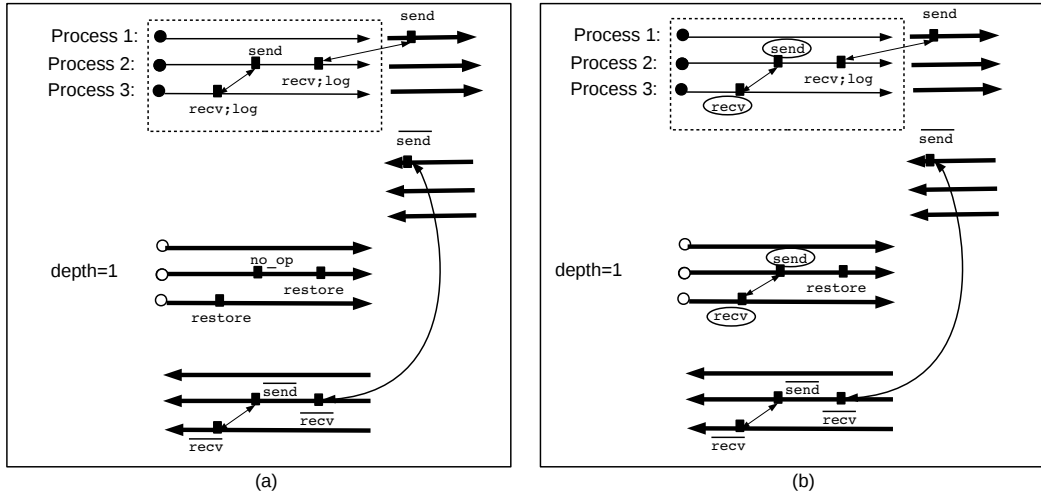 send
Process 1:
send
Process 2:
recv;log
Process 3:
recv;log
send
depth=1
no_op
restore
restore
send
recv
recv
(a)
send
Process 1:
send
Process 2:
recv;log
Process 3:
recv
send
depth=1
send
restore
recv
send
recv
recv
(b)